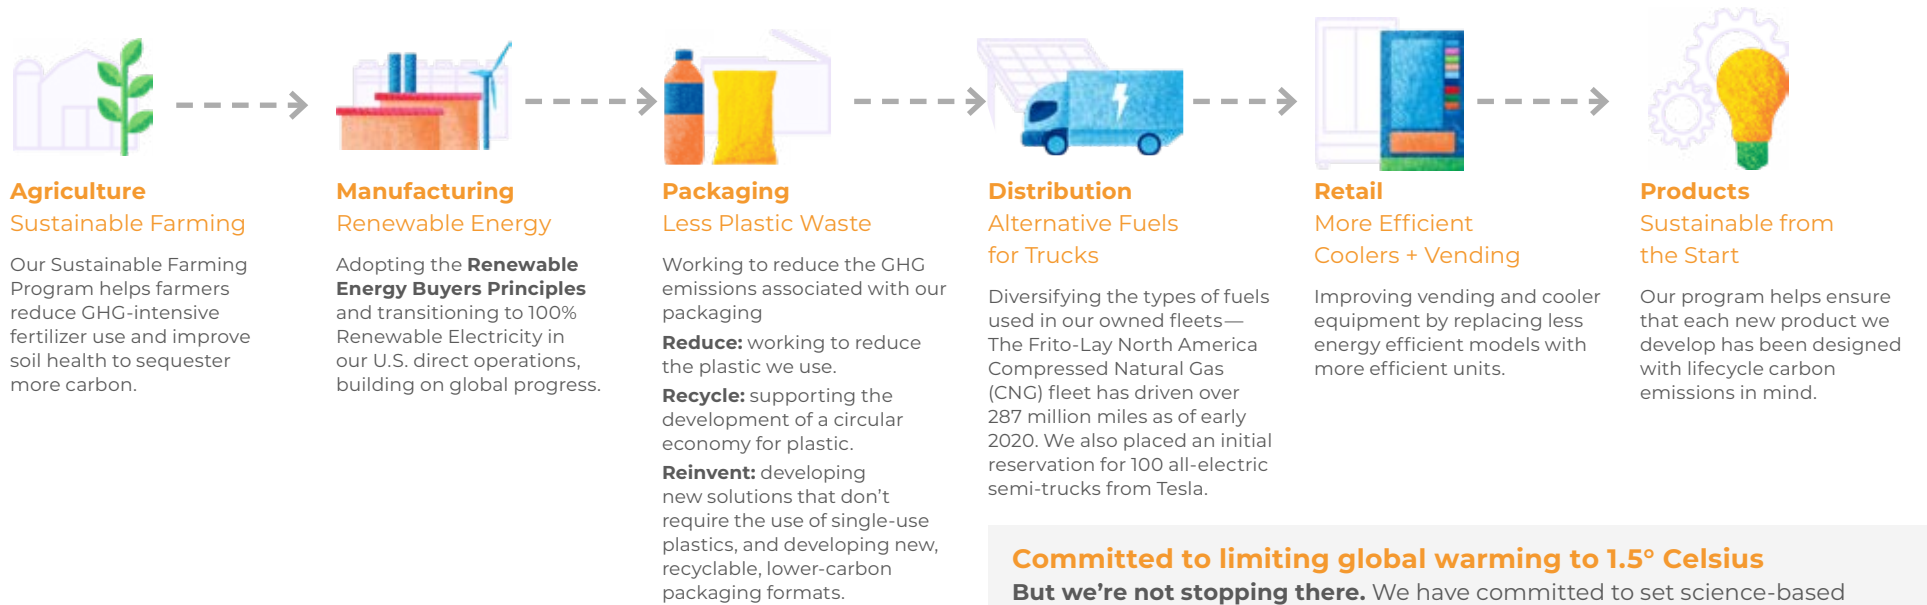 Agriculture
Sustainable Farming
Our Sustainable Farming
Program helps farmers
reduce GHG-intensive
fertilizer use and improve
soil health to sequester
more carbon.
Manufacturing
Renewable Energy
Adopting the Renewable
Energy Buyers Principles
and transitioning to 100%
Renewable Electricity in
our U.S. direct operations,
building on global progress.
Packaging
Less Plastic Waste
Working to reduce the GHG
emissions associated with our
packaging
Reduce: working to reduce
the plastic we use.
Recycle: supporting the
development of a circular
economy for plastic.
Reinvent: developing
new solutions that don’t
require the use of single-use
plastics, and developing new,
recyclable, lower-carbon
packaging formats.
Distribution
Alternative Fuels
for Trucks
Diversifying the types of fuels
used in our owned fleets—
The Frito-Lay North America
Compressed Natural Gas
(CNG) fleet has driven over
287 million miles as of early
2020. We also placed an initial
reservation for 100 all-electric
semi-trucks from Tesla.
Retail
More Efficient
Coolers + Vending
Improving vending and cooler
equipment by replacing less
energy efficient models with
more efficient units.
Products
Sustainable from
the Start
Our program helps ensure
that each new product we
develop has been designed
with lifecycle carbon
emissions in mind.
Committed to limiting global warming to 1.5° Celsius
But we’re not stopping there. We have committed to set science-based